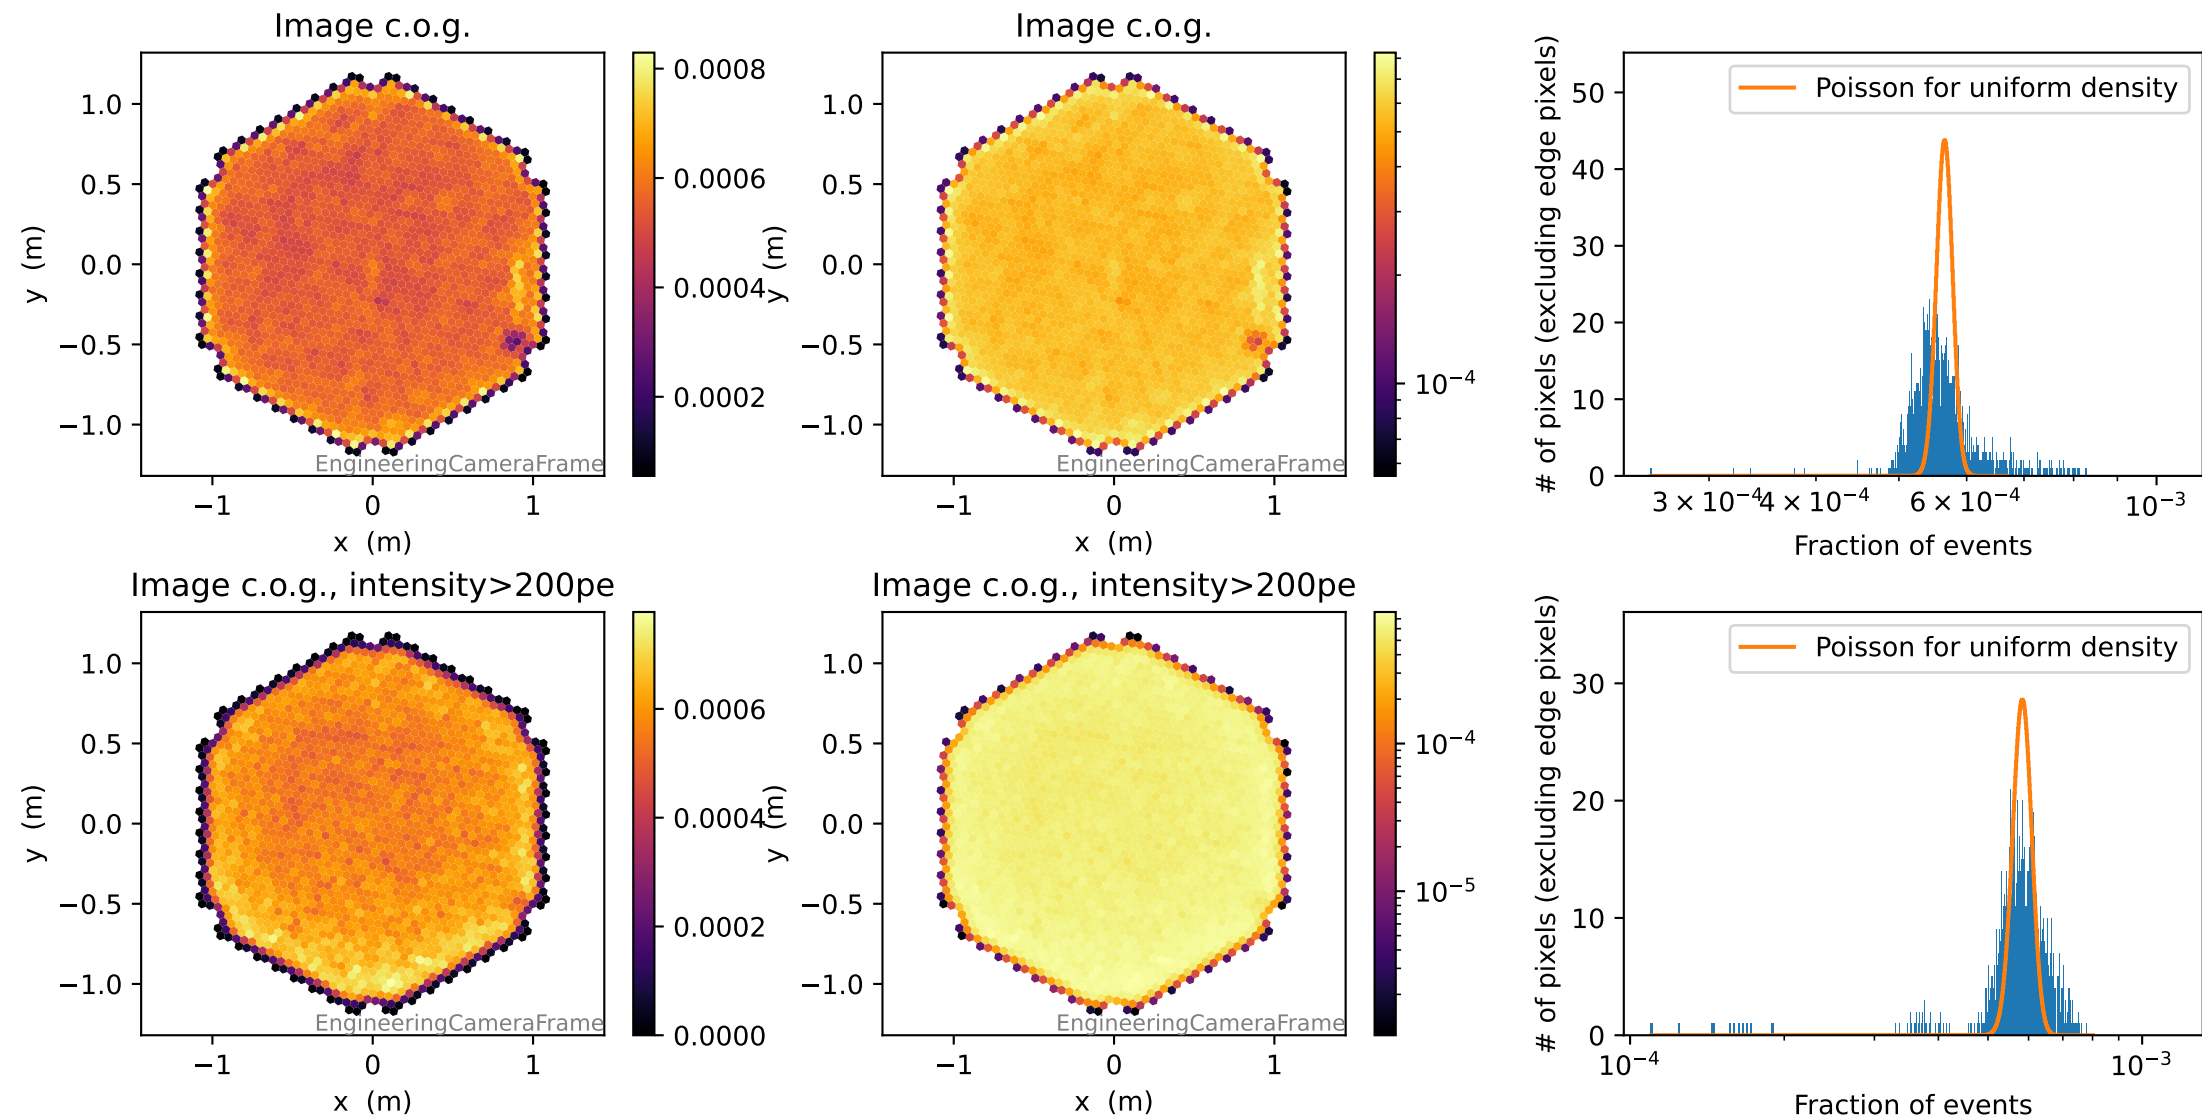 Image c.o.g.
1.0
0.5
0.0
−0.5
−1.0
y (m)
−1 0 1
x (m)
EngineeringCameraFrame
0.0008
0.0006
0.0004
0.0002
Image c.o.g.
1.0
0.5
0.0
−0.5
−1.0
y (m)
−1 0 1
x (m)
EngineeringCameraFrame
10⁻⁴
# of pixels (excluding edge pixels)
50
40
30
20
10
0
Poisson for uniform density
3 × 10⁻⁴ 4 × 10⁻⁴ 6 × 10⁻⁴ 10⁻³
Fraction of events
Image c.o.g., intensity>200pe
1.0
0.5
0.0
−0.5
−1.0
y (m)
−1 0 1
x (m)
EngineeringCameraFrame
0.0006
0.0004
0.0002
0.0000
Image c.o.g., intensity>200pe
1.0
0.5
0.0
−0.5
−1.0
y (m)
−1 0 1
x (m)
EngineeringCameraFrame
10⁻⁴
10⁻⁵
# of pixels (excluding edge pixels)
30
20
10
0
Poisson for uniform density
10⁻⁴ 10⁻³
Fraction of events